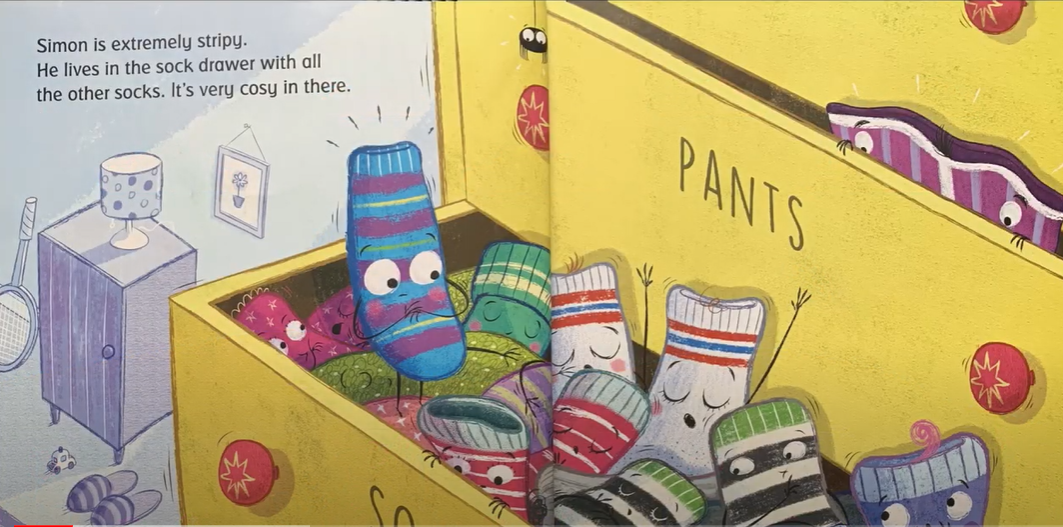 Simon is extremely stripy.
He lives in the sock drawer with all
the other socks. It's very cosy in there.
PANTS
SO